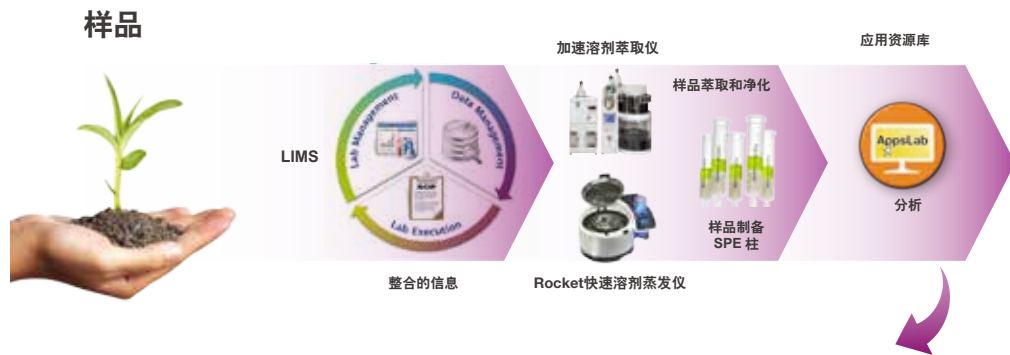 样品
加速溶剂萃取仪
应用资源库
样品萃取和净化
LIMS
Lab Management
Data Management
Lab Execution
AppsLab
分析
样品制备
SPE 柱
整合的信息
Rocket快速溶剂蒸发仪